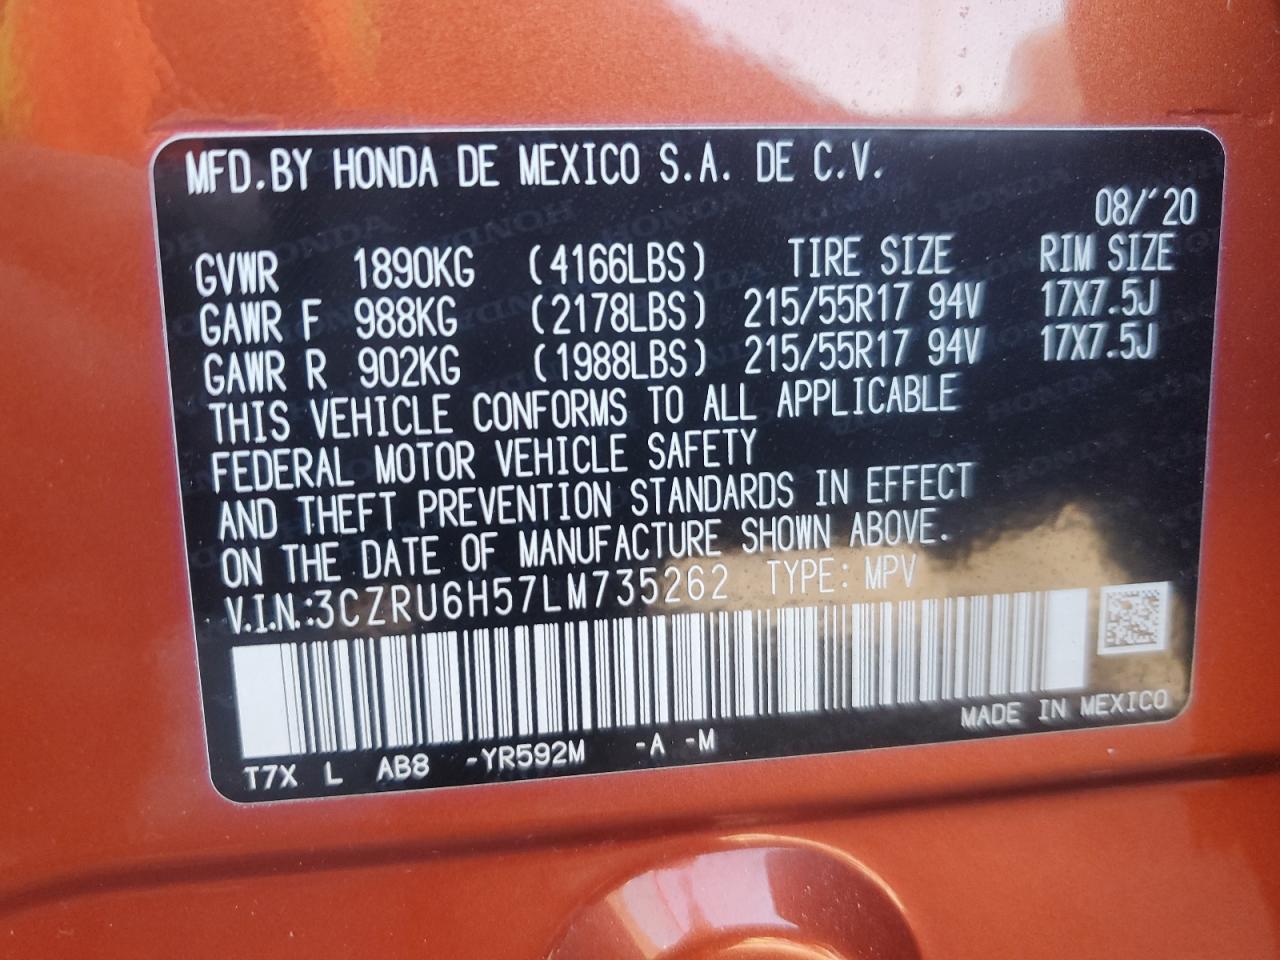 MFD.BY HONDA DE MEXICO S.A. DE C.V.
08/'20
GVWR 1890KG (4166LBS) TIRE SIZE RIM SIZE
GAWR F 988KG (2178LBS) 215/55R17 94V 17X7.5J
GAWR R 902KG (1988LBS) 215/55R17 94V 17X7.5J
THIS VEHICLE CONFORMS TO ALL APPLICABLE
FEDERAL MOTOR VEHICLE SAFETY
AND THEFT PREVENTION STANDARDS IN EFFECT
ON THE DATE OF MANUFACTURE SHOWN ABOVE.
V.I.N.:3CZRU6H57LM735262 TYPE: MPV
MADE IN MEXICO
T7X L AB8 -YR592M -A -M